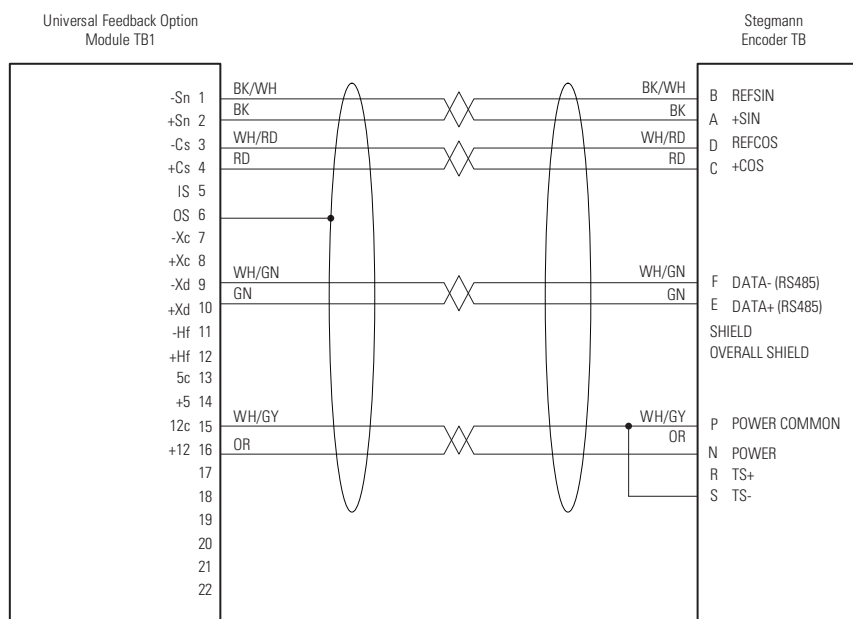 Universal Feedback Option
Module TB1
Stegmann
Encoder TB
-Sn 1
BK/WH
BK/WH
B REFSIN
+Sn 2
BK
BK
A +SIN
-Cs 3
WH/RD
WH/RD
D REFCOS
+Cs 4
RD
RD
C +COS
IS 5
OS 6
-Xc 7
+Xc 8
-Xd 9
WH/GN
WH/GN
F DATA- (RS485)
+Xd 10
GN
GN
E DATA+ (RS485)
-Hf 11
SHIELD
+Hf 12
OVERALL SHIELD
5c 13
+5 14
12c 15
WH/GY
WH/GY
P POWER COMMON
+12 16
OR
OR
N POWER
17
R TS+
18
S TS-
19
20
21
22